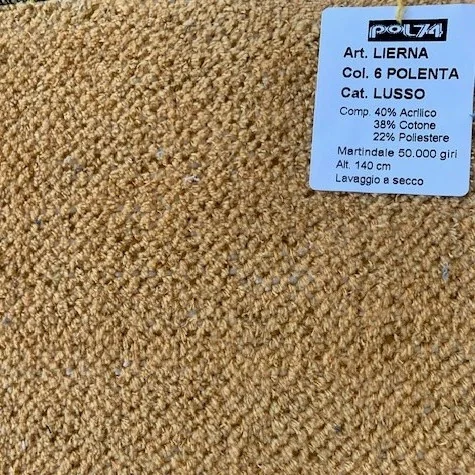 POL74
Art. LIERNA
Col. 6 POLENTA
Cat. LUSSO
Comp. 40% Acrilico
38% Cotone
22% Poliestere
Martindale 50.000 giri
Alt. 140 cm
Lavaggio a secco